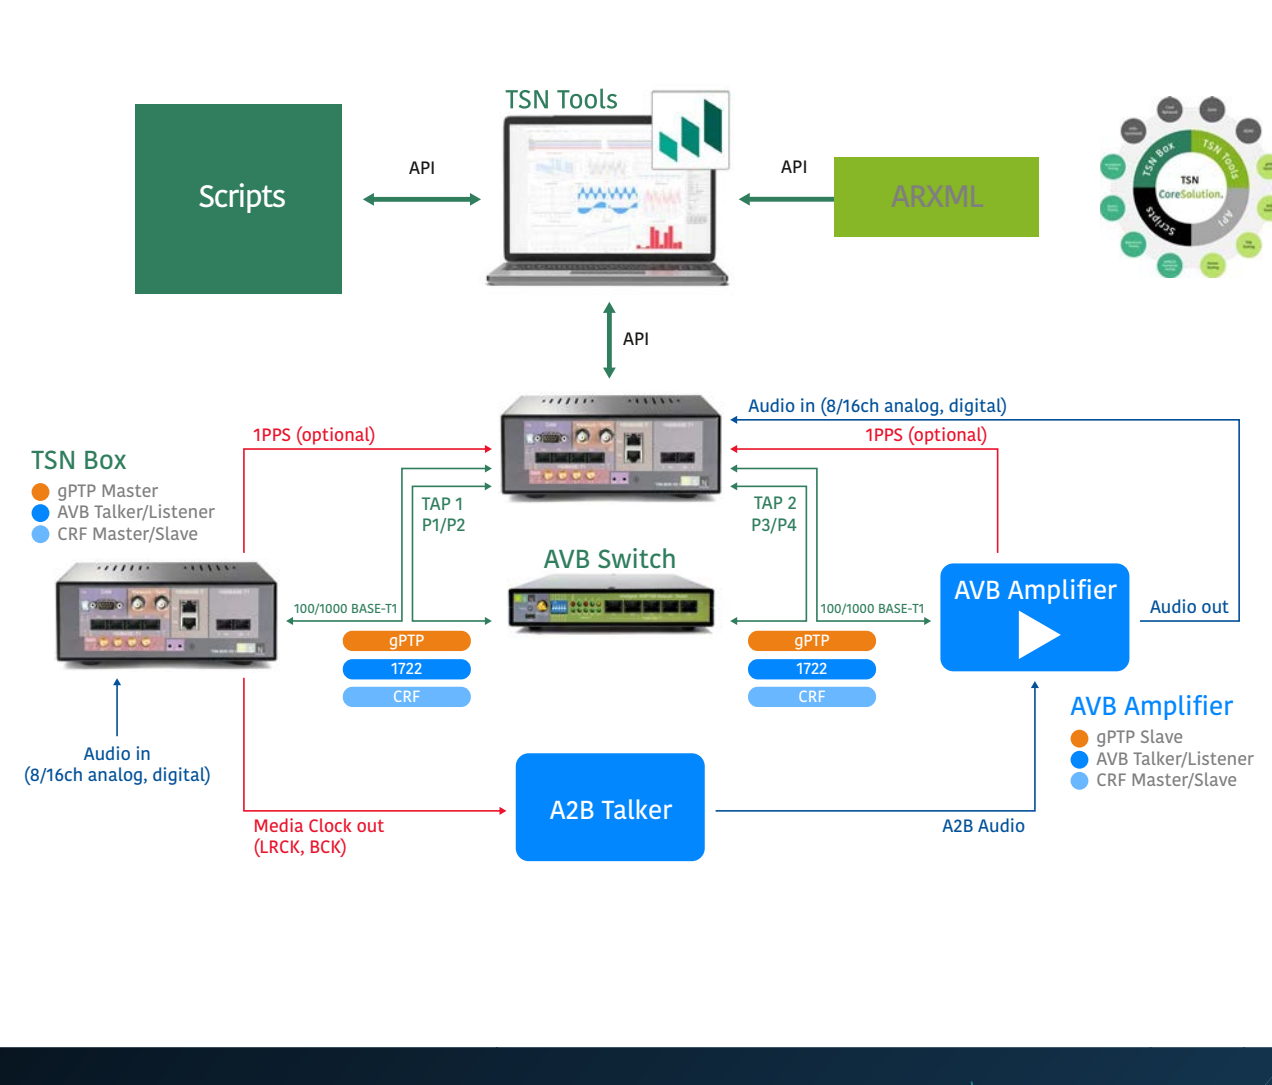 TSN Tools
Scripts
API
API
ARXML
TSN Box
TSN Tools
API
Scripts
TSN
CoreSolution.
API
Audio in (8/16ch analog, digital)
1PPS (optional)
1PPS (optional)
TSN Box
gPTP Master
AVB Talker/Listener
CRF Master/Slave
TAP 1
P1/P2
TAP 2
P3/P4
AVB Switch
100/1000 BASE-T1
gPTP
1722
CRF
100/1000 BASE-T1
gPTP
1722
CRF
AVB Amplifier
Audio out
AVB Amplifier
gPTP Slave
AVB Talker/Listener
CRF Master/Slave
Audio in
(8/16ch analog, digital)
A2B Talker
Media Clock out
(LRCK, BCK)
A2B Audio